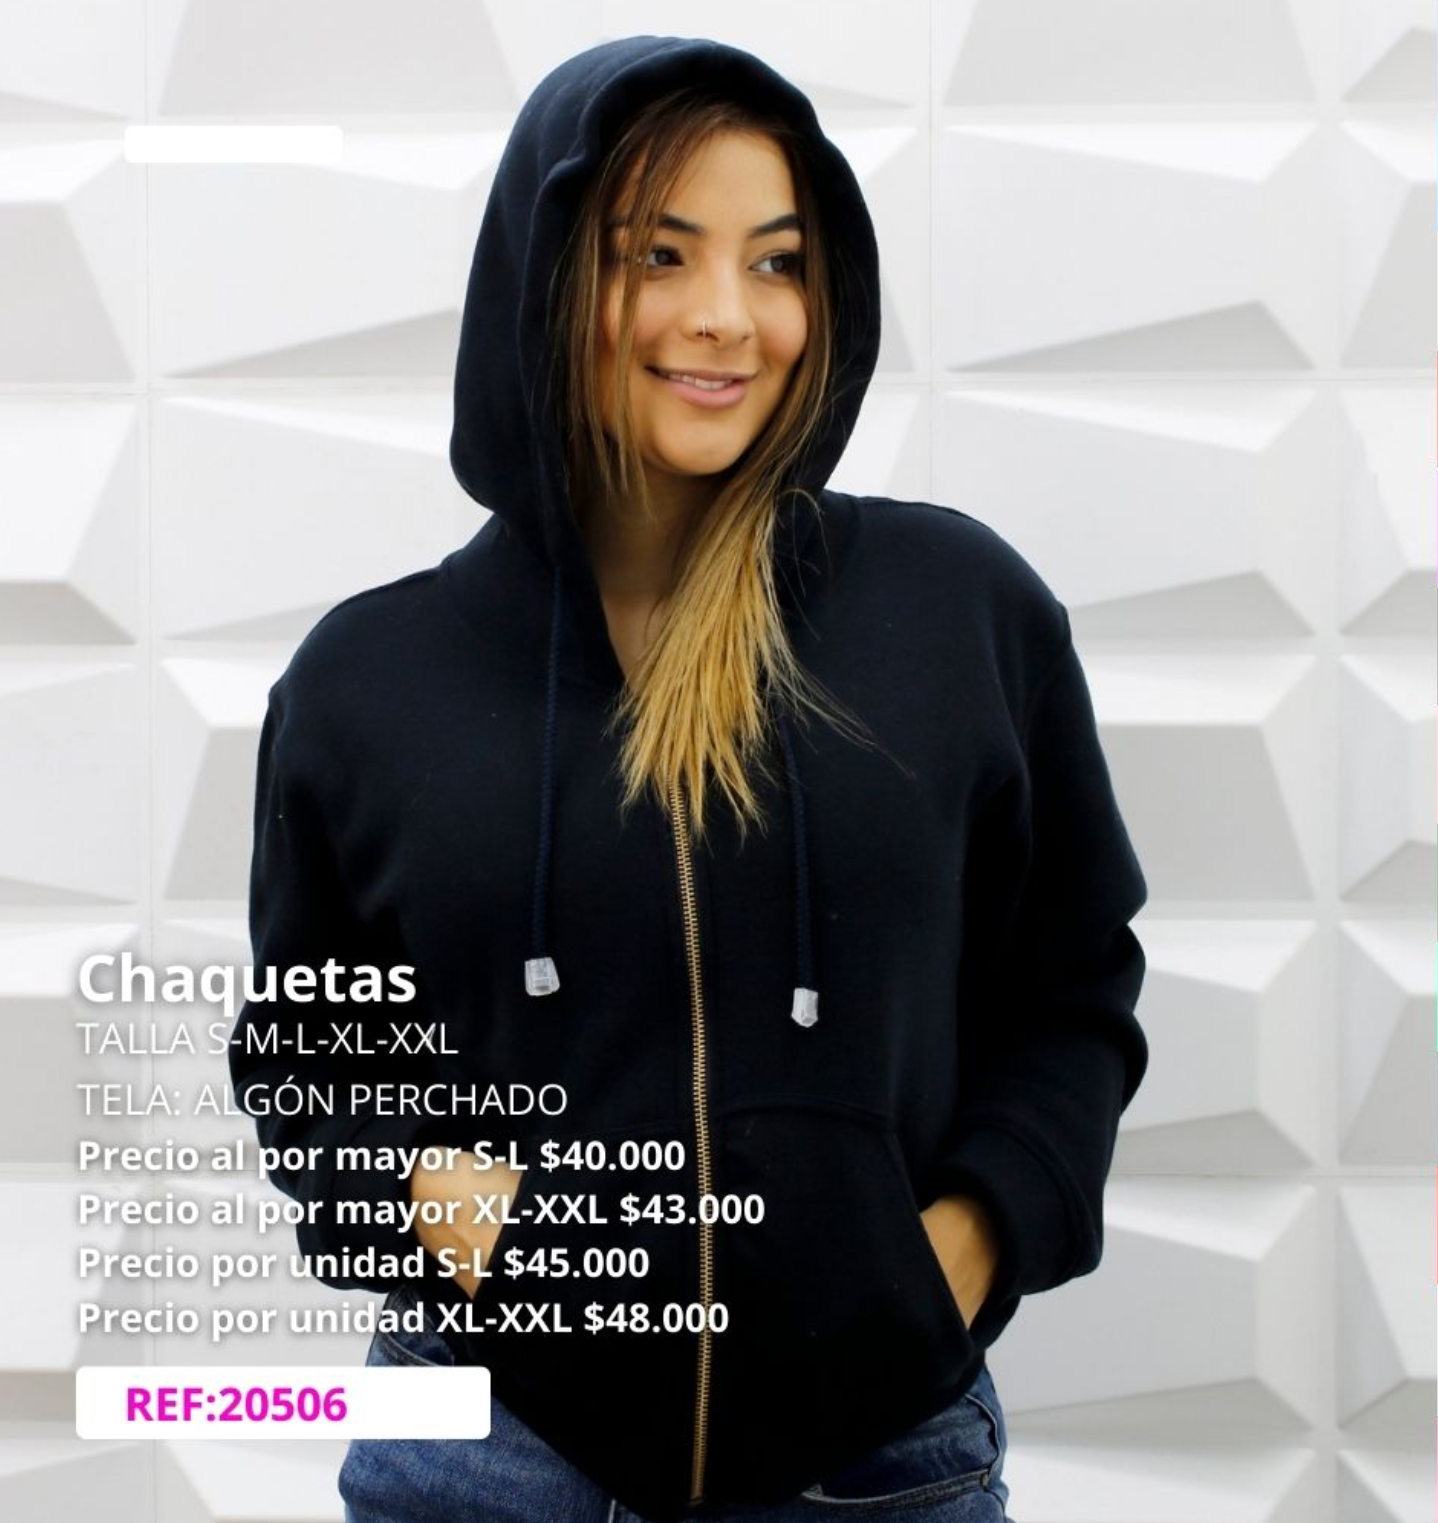 Chaquetas
TALLA S-M-L-XL-XXL
TELA: ALGÓN PERCHADO
Precio al por mayor S-L $40.000
Precio al por mayor XL-XXL $43.000
Precio por unidad S-L $45.000
Precio por unidad XL-XXL $48.000
REF:20506